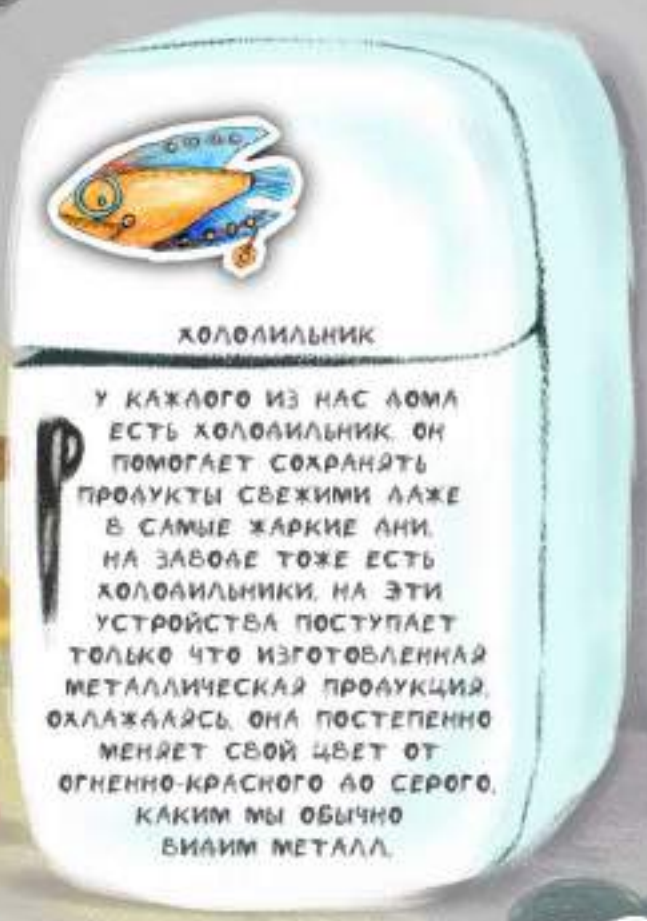 ХОЛОДИЛЬНИК
У КАЖДОГО ИЗ НАС ДОМА
ЕСТЬ ХОЛОДИЛЬНИК. ОН
ПОМОГАЕТ СОХРАНЯТЬ
ПРОДУКТЫ СВЕЖИМИ ДАЖЕ
В САМЫЕ ЖАРКИЕ ДНИ.
НА ЗАВОДЕ ТОЖЕ ЕСТЬ
ХОЛОДИЛЬНИКИ. НА ЭТИ
УСТРОЙСТВА ПОСТУПАЕТ
ТОЛЬКО ЧТО ИЗГОТОВЛЕННАЯ
МЕТАЛЛИЧЕСКАЯ ПРОДУКЦИЯ.
ОХЛАЖДАЯСЬ, ОНА ПОСТЕПЕННО
МЕНЯЕТ СВОЙ ЦВЕТ ОТ
ОГНЕННО-КРАСНОГО ДО СЕРОГО,
КАКИМ МЫ ОБЫЧНО
ВИДИМ МЕТАЛЛ.